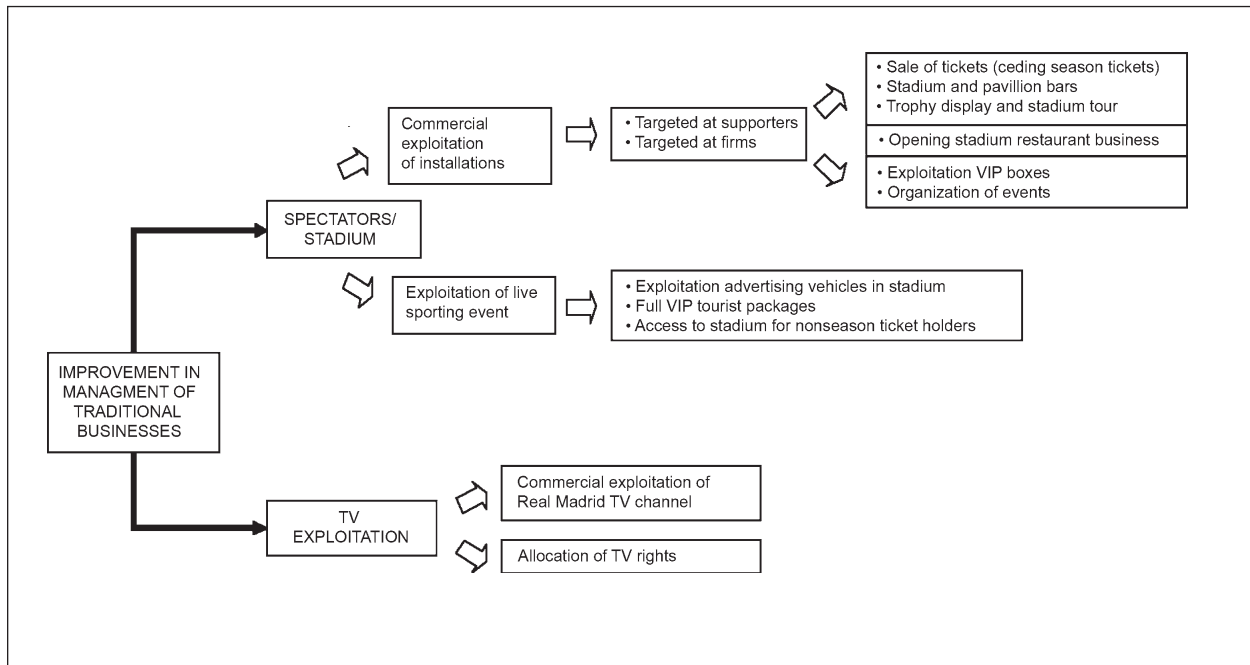 • Sale of tickets (ceding season tickets)
• Stadium and pavillion bars
• Trophy display and stadium tour
• Opening stadium restaurant business
• Exploitation VIP boxes
• Organization of events
Commercial
exploitation
of installations
• Targeted at supporters
• Targeted at firms
SPECTATORS/
STADIUM
Exploitation of live
sporting event
• Exploitation advertising vehicles in stadium
• Full VIP tourist packages
• Access to stadium for nonseason ticket holders
IMPROVEMENT IN
MANAGMENT OF
TRADITIONAL
BUSINESSES
TV
EXPLOITATION
Commercial exploitation of
Real Madrid TV channel
Allocation of TV rights